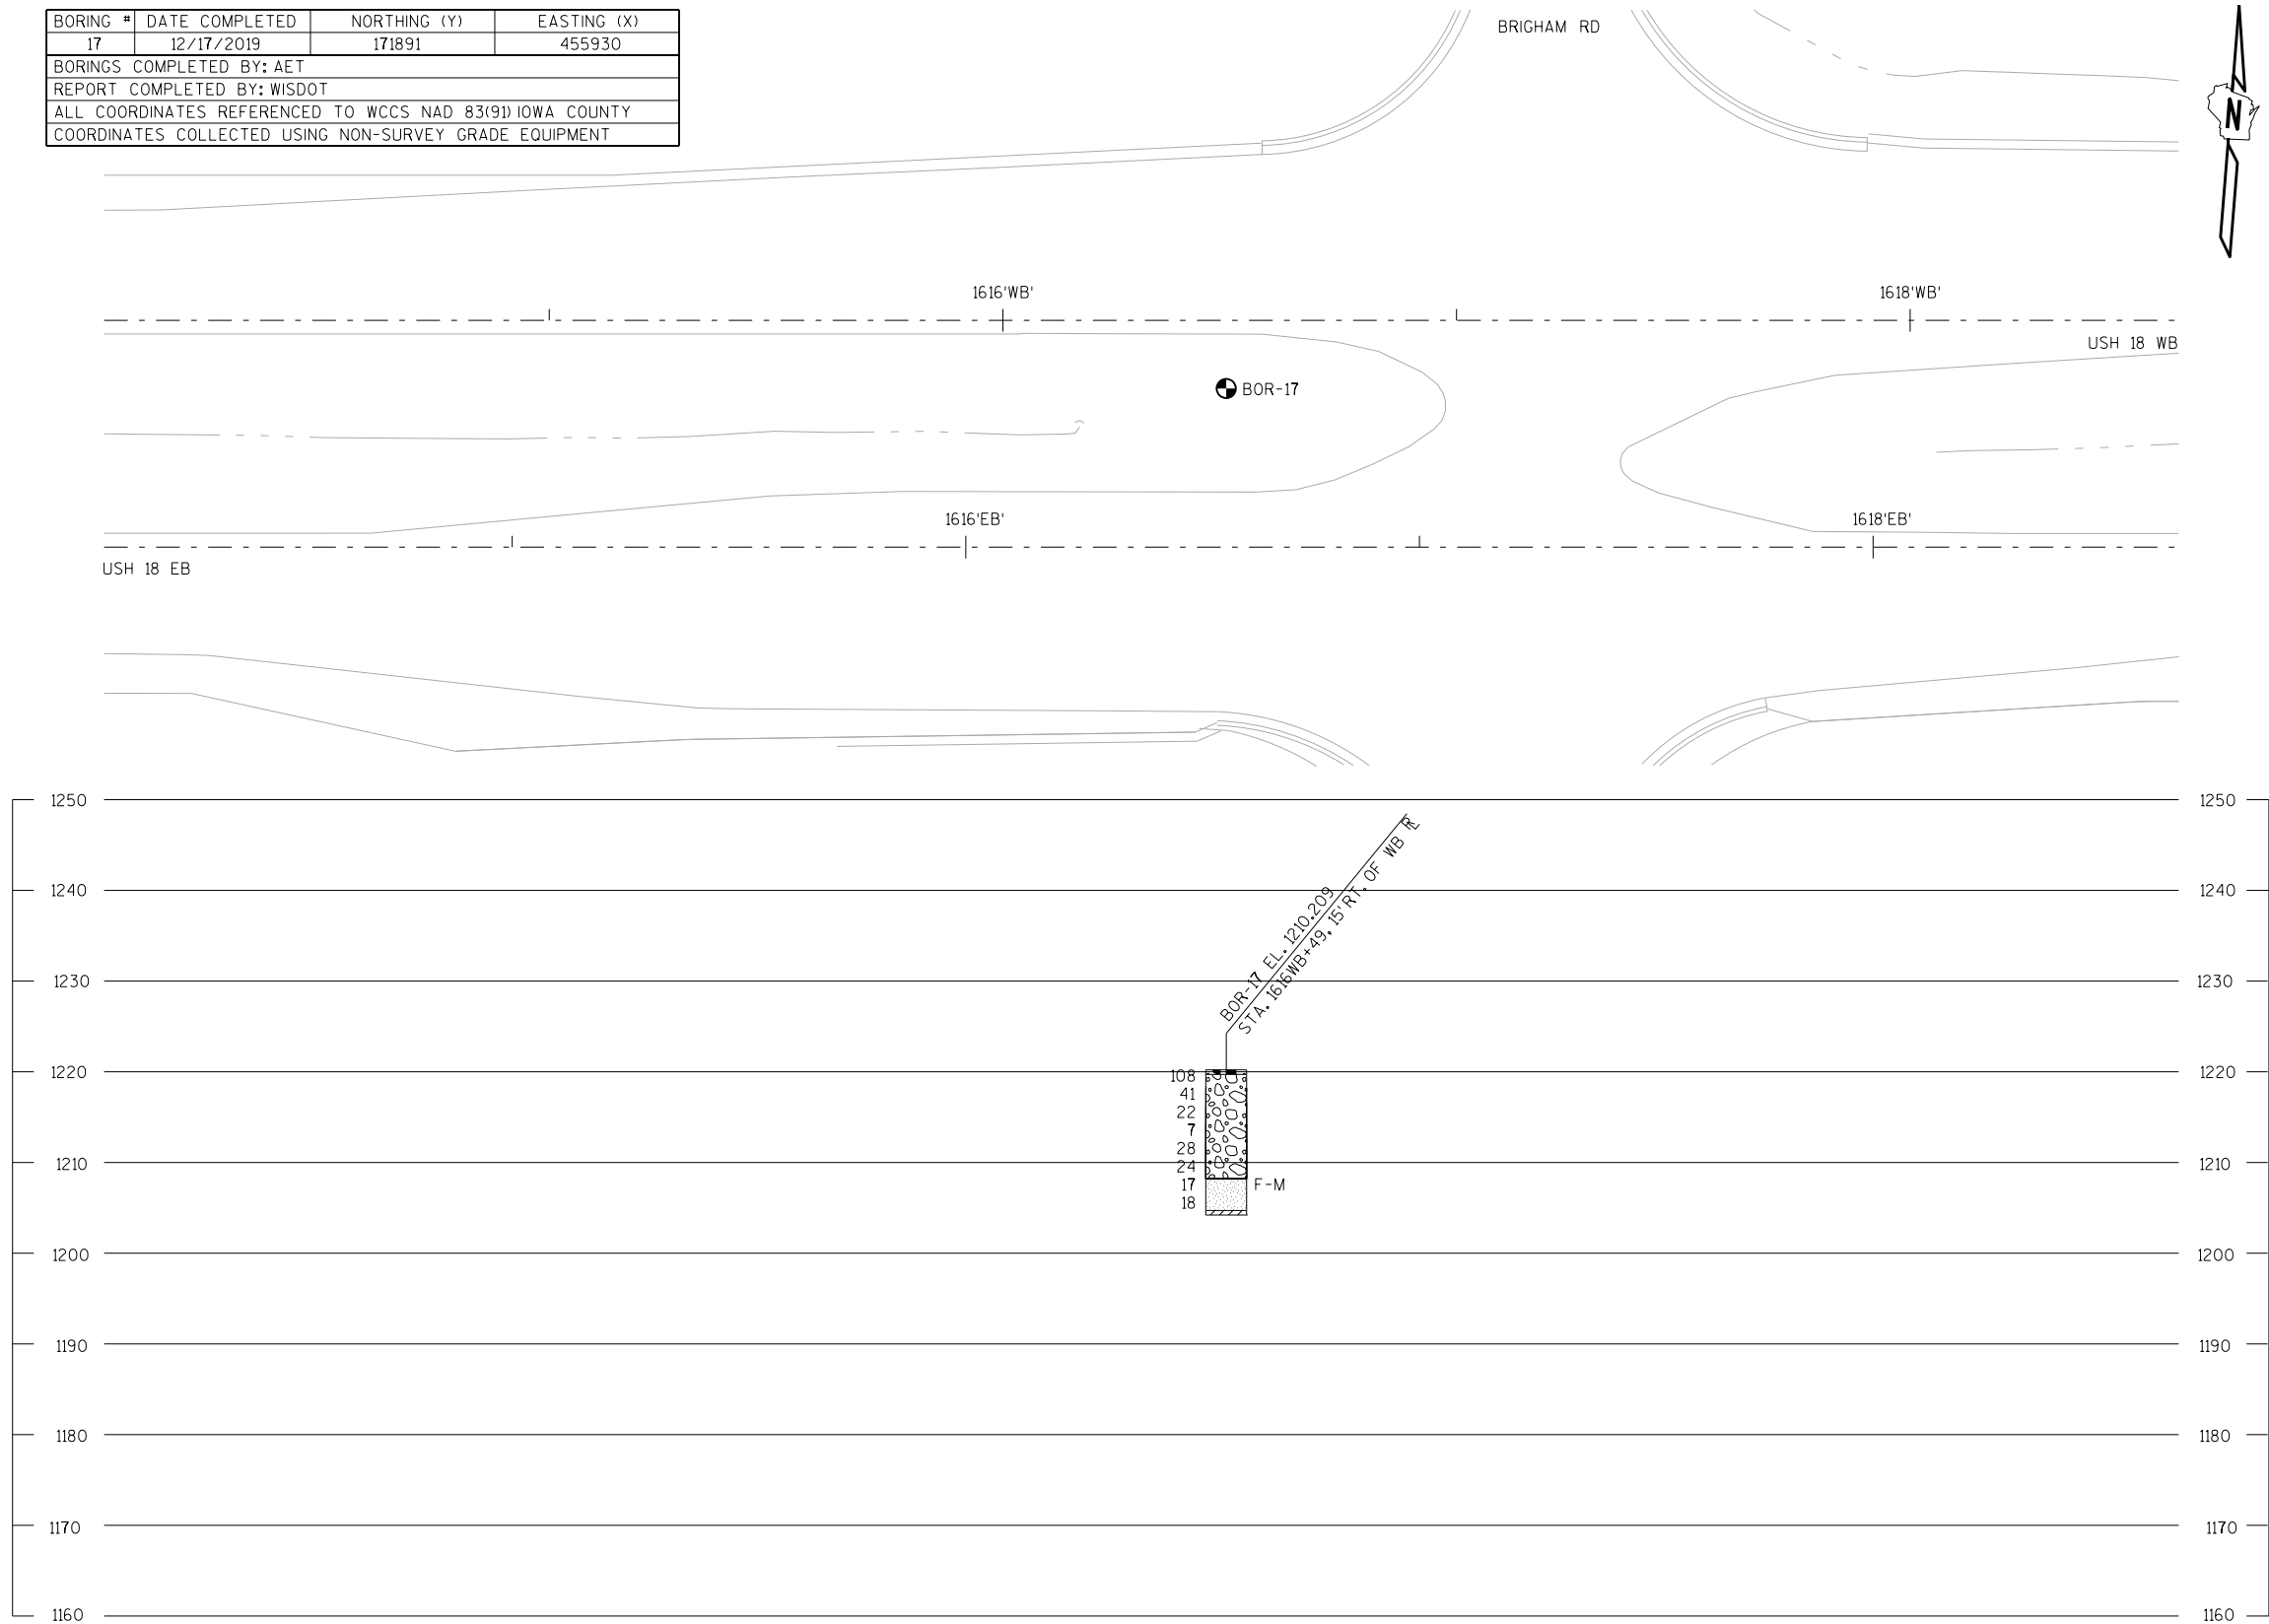 BORING # DATE COMPLETED NORTHING (Y) EASTING (X)
17 12/17/2019 171891 455930
BORINGS COMPLETED BY: AET
REPORT COMPLETED BY: WISDOT
ALL COORDINATES REFERENCED TO WCCS NAD 83(91) IOWA COUNTY
COORDINATES COLLECTED USING NON-SURVEY GRADE EQUIPMENT
BRIGHAM RD
N
1616'WB' 1618'WB'
USH 18 WB
BOR-17
1616'EB' 1618'EB'
USH 18 EB
1250 1250
BOR-17 EL. 1210.209
STA. 1616WB+49, 15' RT. OF WB RL
1240 1240
1230 1230
1220 1220
108
41
22
7
28
1210 1210
24
17 F-M
18
1200 1200
1190 1190
1180 1180
1170 1170
1160 1160